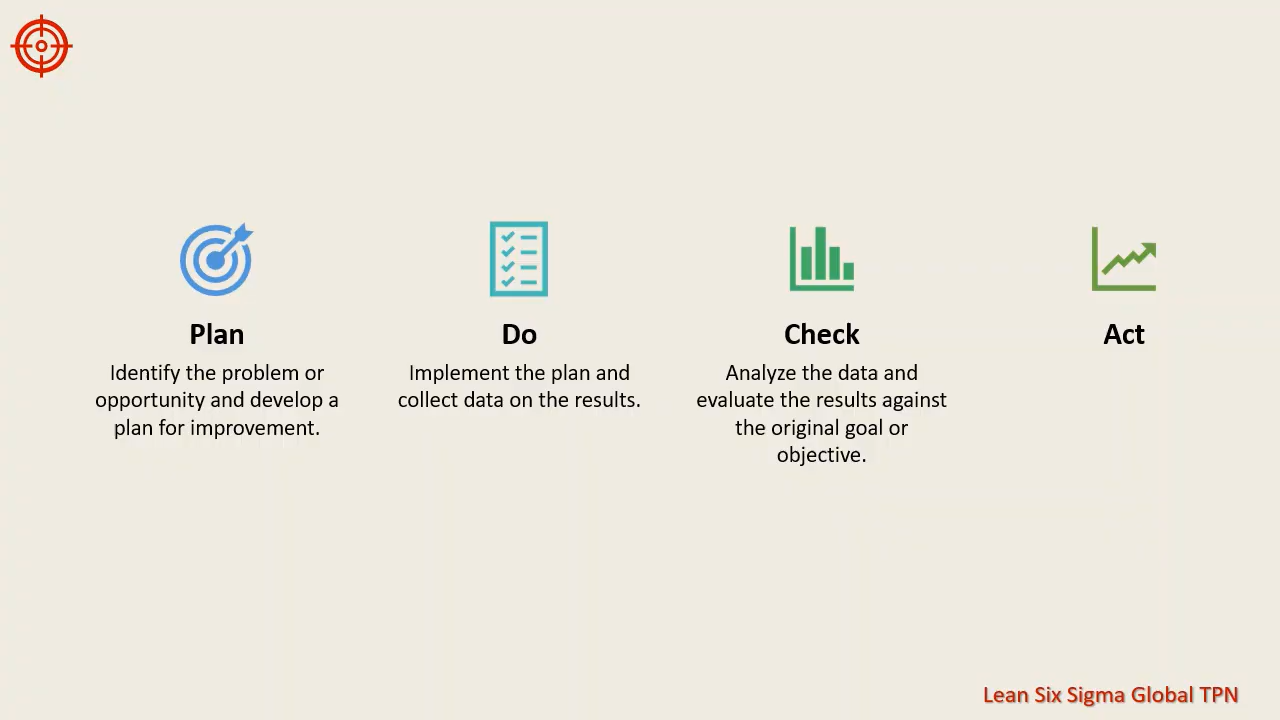 Plan
Identify the problem or
opportunity and develop a
plan for improvement.
Do
Implement the plan and
collect data on the results.
Check
Analyze the data and
evaluate the results against
the original goal or
objective.
Act
Lean Six Sigma Global TPN